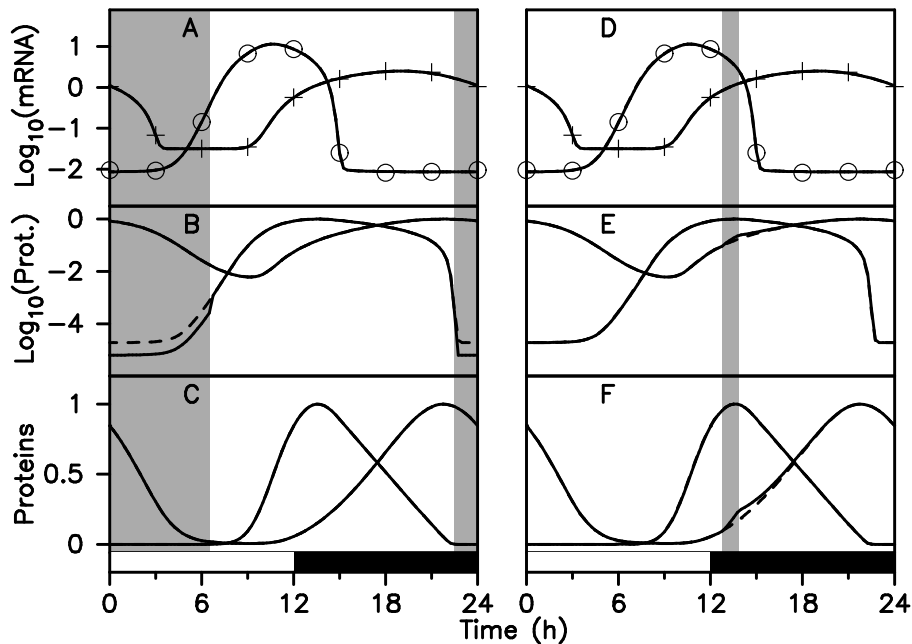 A
D
Log10(mRNA)
1
0
−1
−2
B
E
Log10(Prot.)
0
−2
−4
C
F
Proteins
1
0.5
0
0 6 12 18 24 0 6 12 18 24
Time (h)